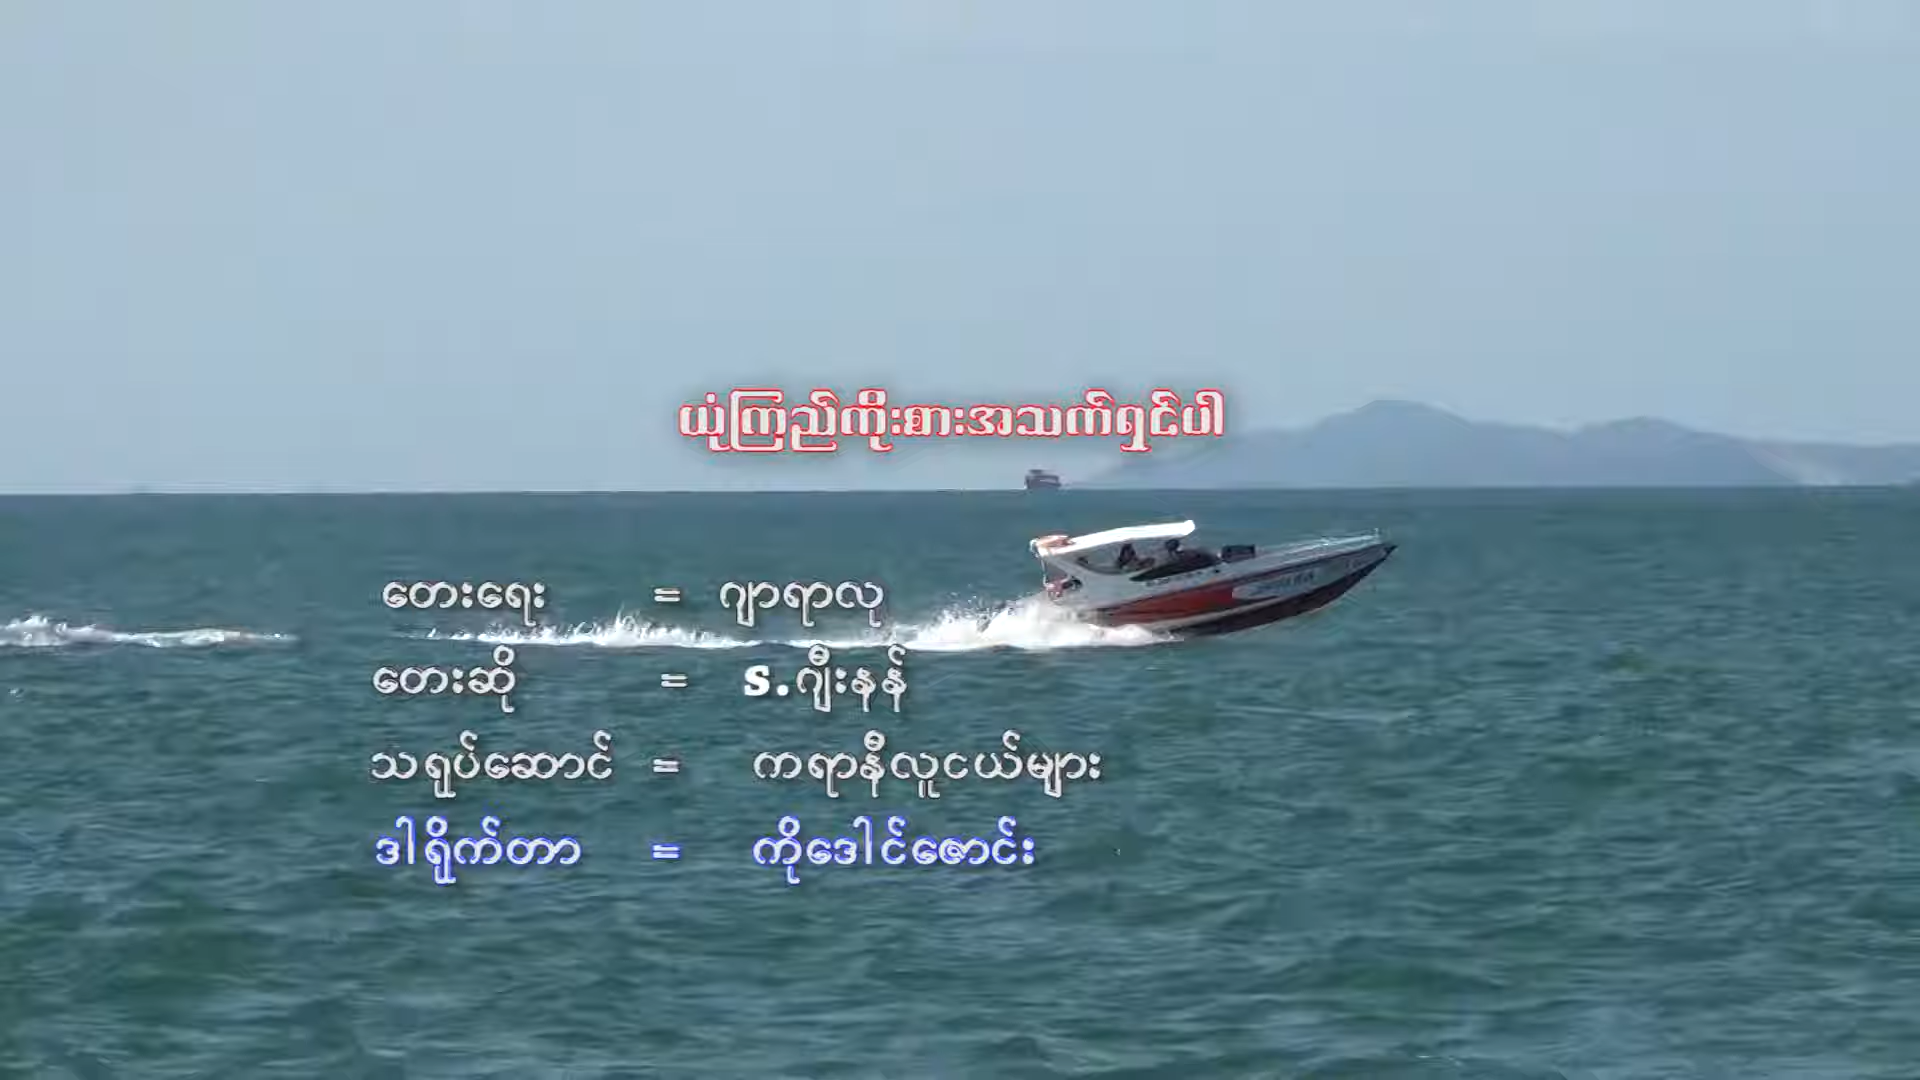 ယုံကြည်ကိုးစားအသက်ရှင်ပါ
တေးရေး = ဂျာရာလု
တေးဆို = s.ဂျီးနန်
သရုပ်ဆောင် = ကရာနီလူငယ်များ
ဒါရိုက်တာ = ကိုဒေါင်ဇောင်း